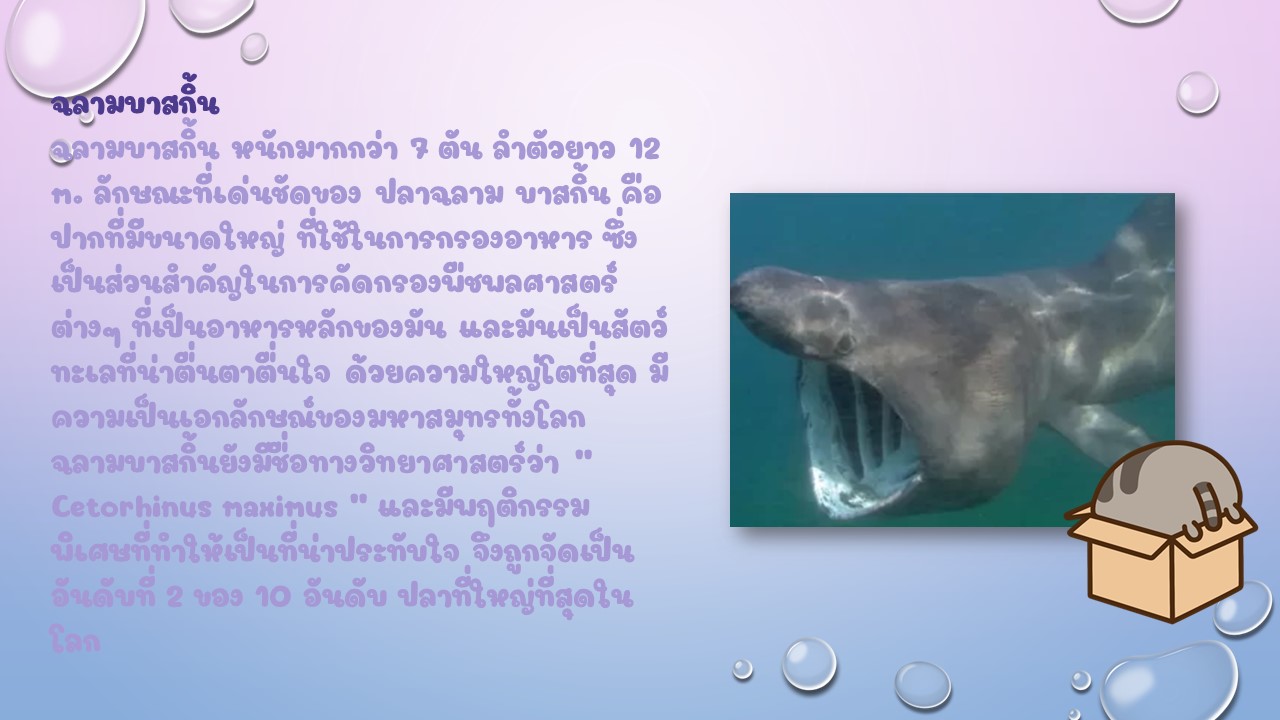 ฉลามบาสกิ้น
ฉลามบาสกิ้น หนักมากกว่า 7 ตัน ลำตัวยาว 12
m. ลักษณะที่เด่นชัดของ ปลาฉลาม บาสกิ้น คือ
ปากที่มีขนาดใหญ่ ที่ใช้ในการกรองอาหาร ซึ่ง
เป็นส่วนสำคัญในการคัดกรองพืชพลศาสตร์
ต่างๆ ที่เป็นอาหารหลักของมัน และมันเป็นสัตว์
ทะเลที่น่าตื่นตาตื่นใจ ด้วยความใหญ่โตที่สุด มี
ความเป็นเอกลักษณ์ของมหาสมุทรทั้งโลก
ฉลามบาสกิ้นยังมีชื่อทางวิทยาศาสตร์ว่า "
Cetorhinus maximus " และมีพฤติกรรม
พิเศษที่ทำให้เป็นที่น่าประทับใจ จึงถูกจัดเป็น
อันดับที่ 2 ของ 10 อันดับ ปลาที่ใหญ่ที่สุดใน
โลก